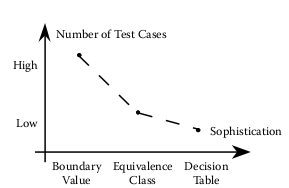 Number of Test Cases
High
Low
Sophistication
Boundary
Value
Equivalence
Class
Decision
Table